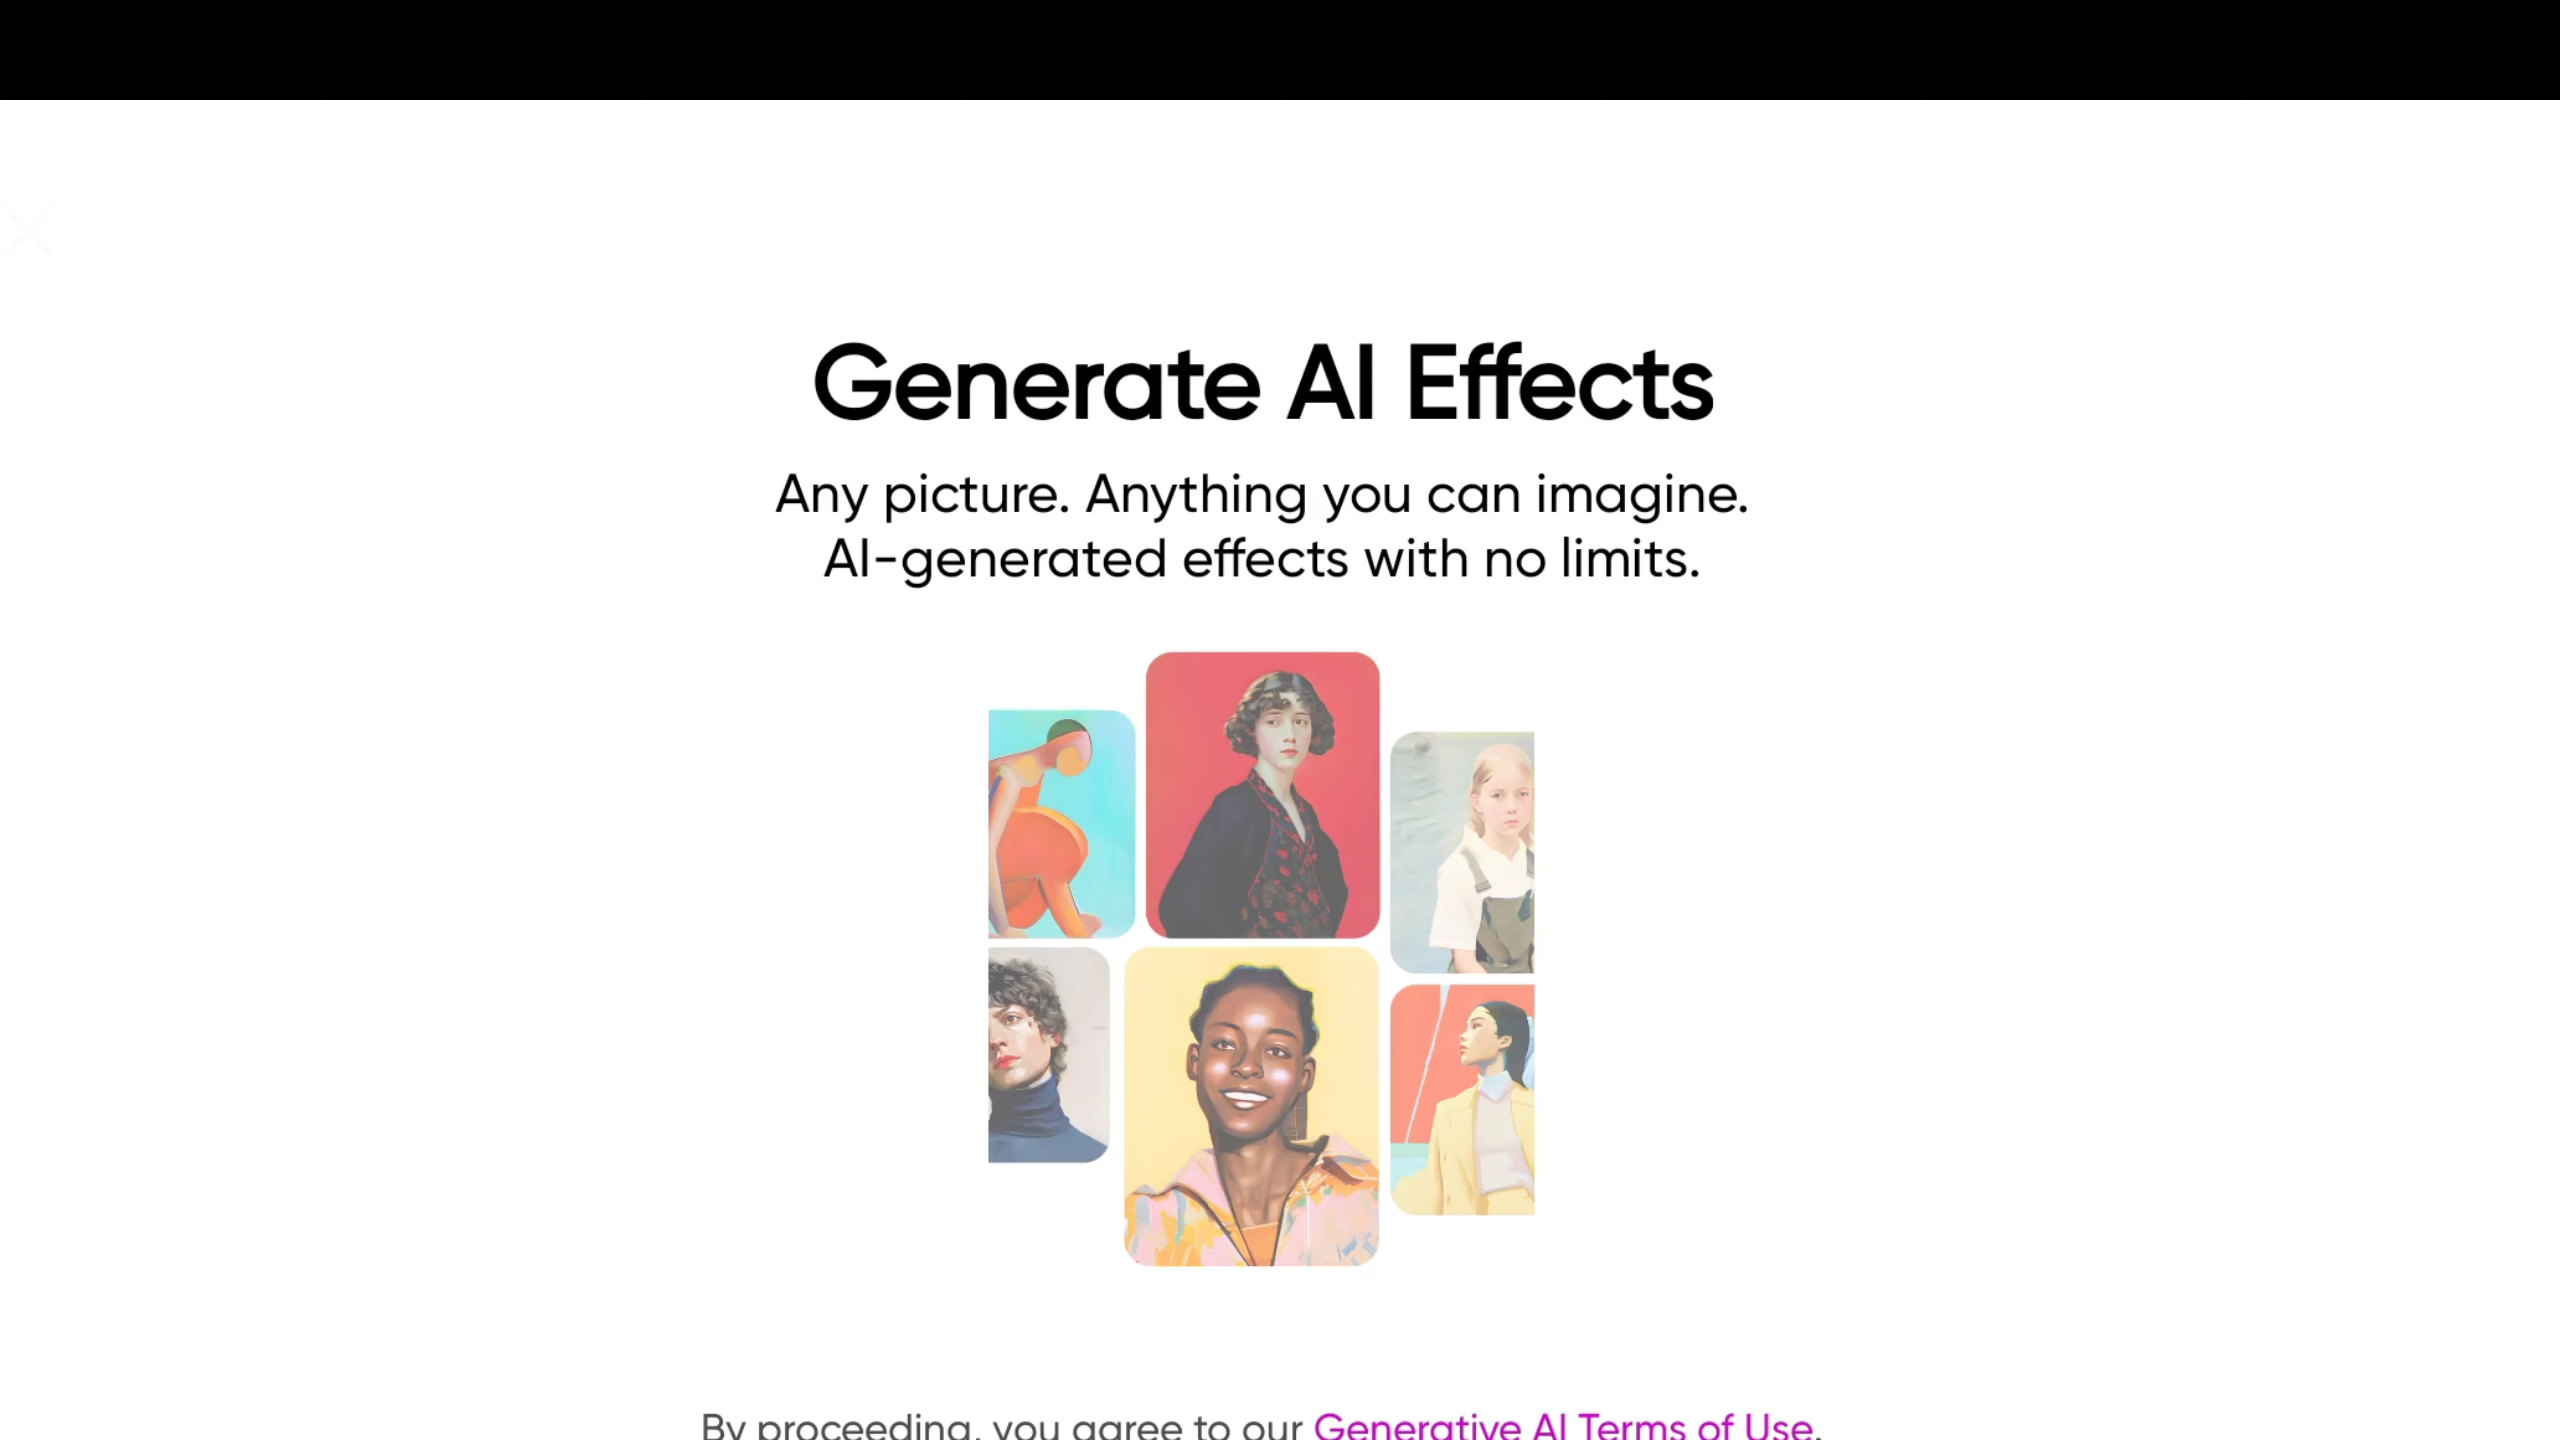 Generate AI Effects
Any picture. Anything you can imagine.
AI-generated effects with no limits.
By proceeding, you agree to our Generative AI Terms of Use.